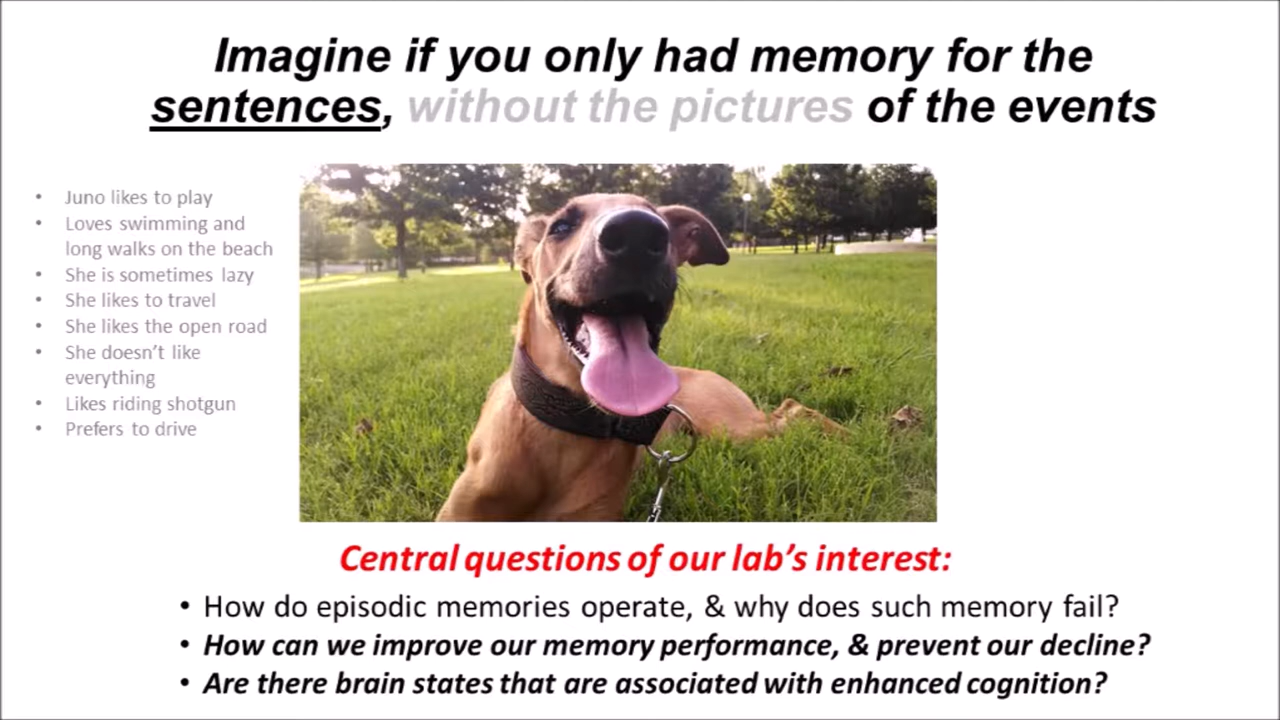 Imagine if you only had memory for the
sentences, without the pictures of the events
• Juno likes to play
• Loves swimming and
long walks on the beach
• She is sometimes lazy
• She likes to travel
• She likes the open road
• She doesn’t like
everything
• Likes riding shotgun
• Prefers to drive
Central questions of our lab’s interest:
• How do episodic memories operate, & why does such memory fail?
• How can we improve our memory performance, & prevent our decline?
• Are there brain states that are associated with enhanced cognition?